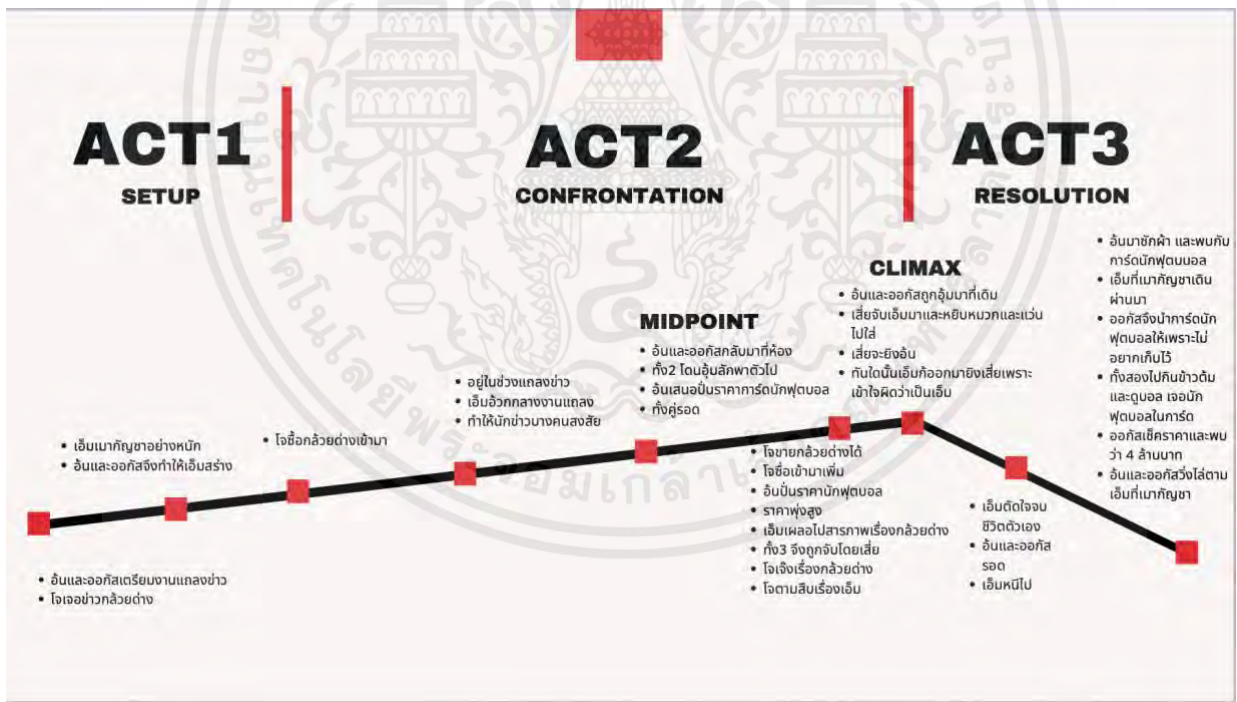 ACT1
SETUP
ACT2
CONFRONTATION
ACT3
RESOLUTION
• อ้นและออกัสเตรียมงานแถลงข่าว
• โจเจอข่าวกล้วยด่าง
• เอ็มเมากัญชาอย่างหนัก
• อ้นและออกัสจึงทำให้เอ็มสร่าง
• โจซื้อกล้วยด่างเข้ามา
• อยู่ในช่วงแถลงข่าว
• เอ็มอ้วกกลางงานแถลง
• ทำให้นักข่าวบางคนสงสัย
MIDPOINT
• อ้นและออกัสกลับมาที่ห้อง
• ทั้ง2 โดนอุ้มลักพาตัวไป
• อ้นเสนอปั่นราคาการ์ดนักฟุตบอล
• ทั้งคู่รอด
• โจขายกล้วยด่างได้
• โจซื่อเข้ามาเพิ่ม
• อ้นปั่นราคานักฟุตบอล
• ราคาพุ่งสูง
• เอ็มเผลอไปสารภาพเรื่องกล้วยด่าง
• ทั้ง3 จึงถูกจับโดยเสี่ย
• โจเจ๊งเรื่องกล้วยด่าง
• โจตามสืบเรื่องเอ็ม
CLIMAX
• อ้นและออกัสถูกอุ้มมาที่เดิม
• เสี่ยจับเอ็มมาและหยิบหมวกและแว่น
ไปใส่
• เสี่ยจะยิงอ้น
• ทันใดนั้นเอ็มก้ออกมายิงเสี่ยเพราะ
เข้าใจผิดว่าเป็นเอ็ม
• เอ็มตัดใจจบ
ชีวิตตัวเอง
• อ้นและออกัส
รอด
• เอ็มหนีไป
• อ้นมาซักผ้า และพบกับ
การ์ดนักฟุตบบอล
• เอ็มที่เมากัญชาเดิน
ผ่านมา
• ออกัสจึงนำการ์ดนัก
ฟุตบอลให้เพราะไม่
อยากเก็บไว้
• ทั้งสองไปกินข้าวต้ม
และดูบอล เจอนัก
ฟุตบอลในการ์ด
• ออกัสเช็คราคาและพบ
ว่า 4 ล้านบาท
• อ้นและออกัสวิ่งไล่ตาม
เอ็มที่เมากัญชา